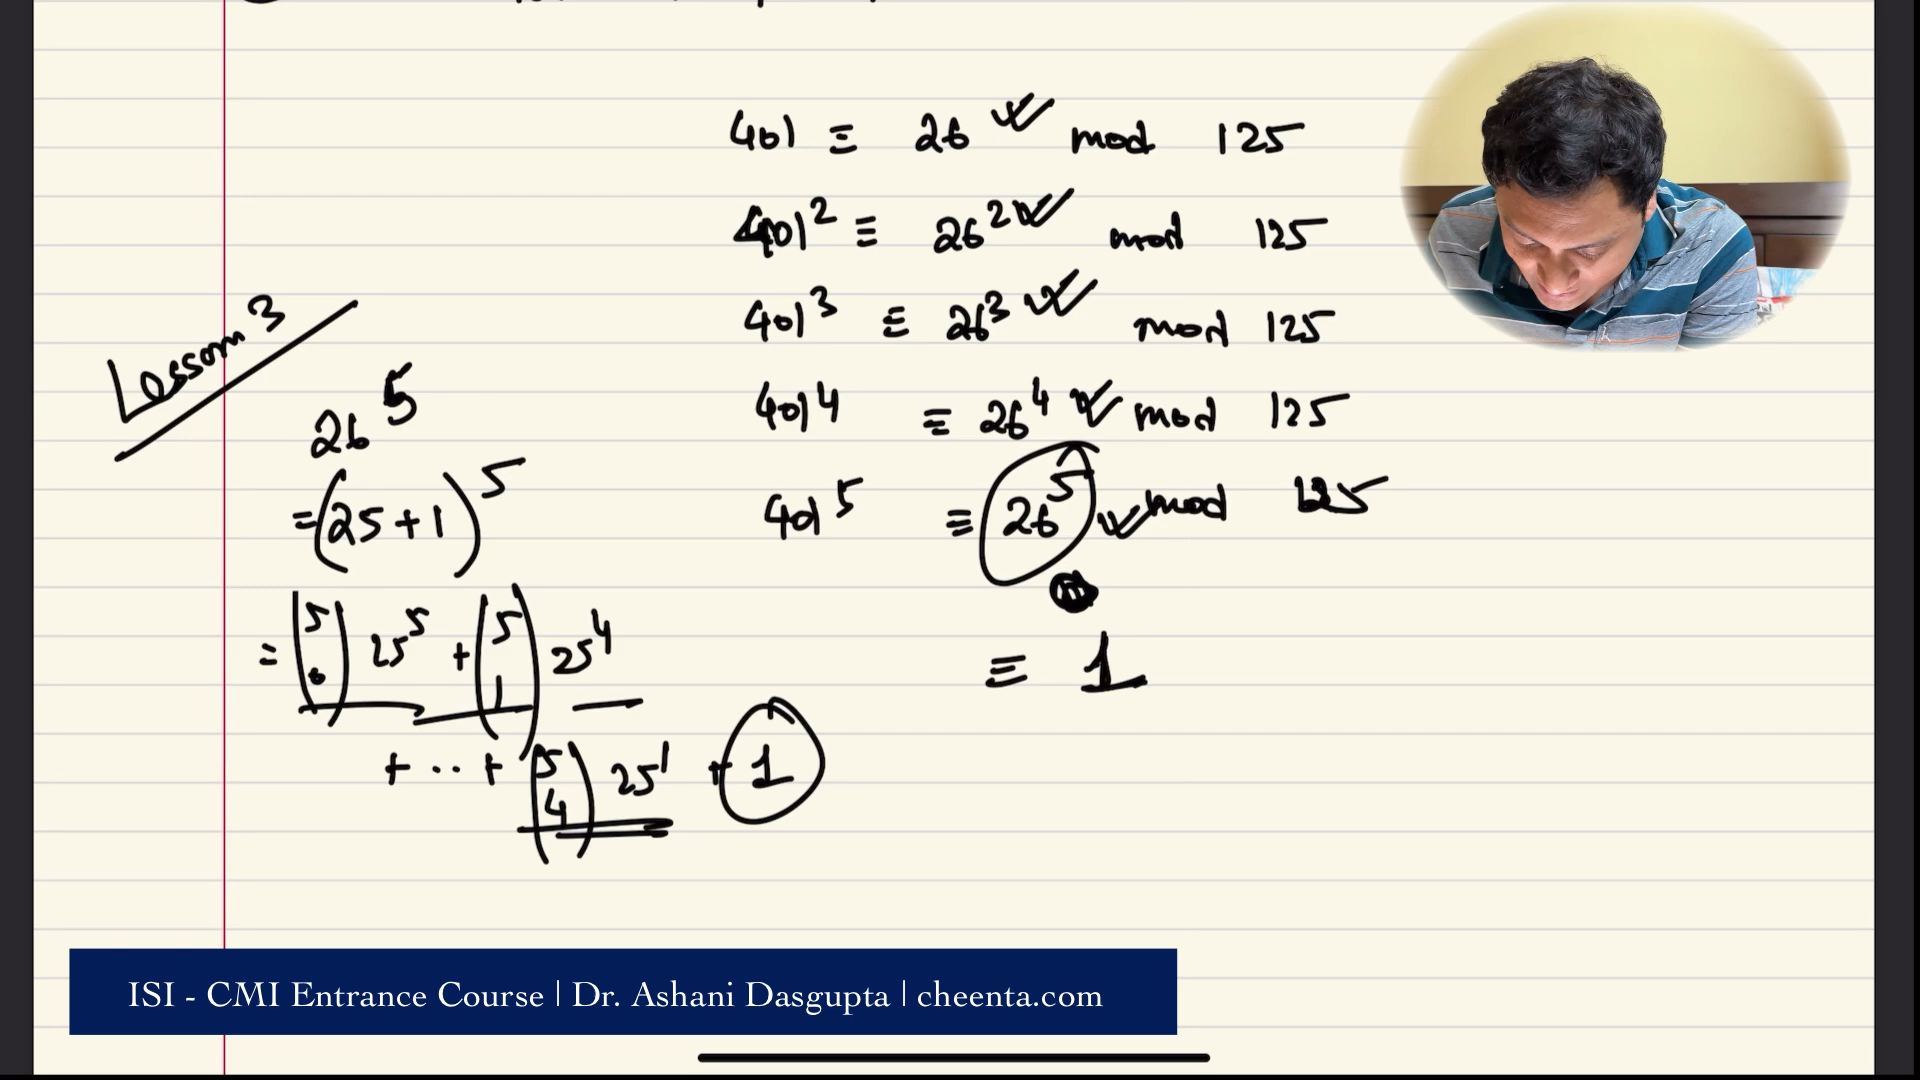 401 ≡ 26 mod 125
401² ≡ 26² mod 125
401³ ≡ 26³ mod 125
401⁴ ≡ 26⁴ mod 125
401⁵ ≡ 26⁵ mod 125
≡ 1
Lesson 3
26⁵
= (25 + 1)⁵
= (5 0) 25⁵ + (5 1) 25⁴
+ ·· + (5 4) 25¹ + 1
ISI - CMI Entrance Course | Dr. Ashani Dasgupta | cheenta.com